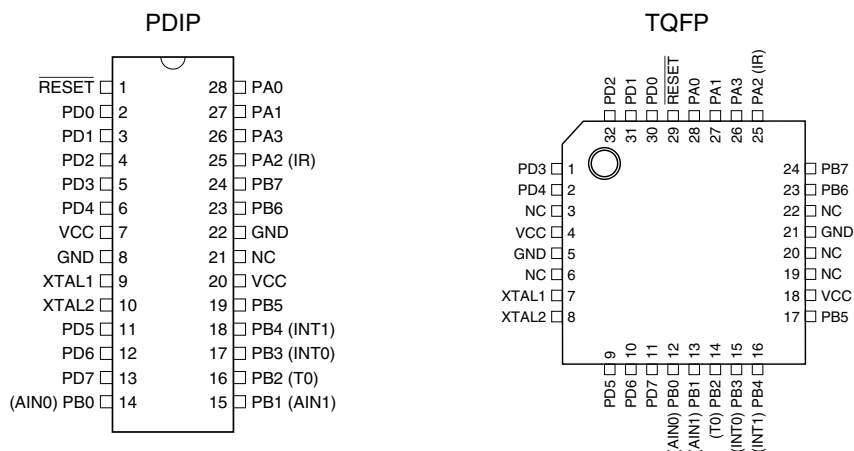 PDIP
RESET 1 28 PA0
PD0 2 27 PA1
PD1 3 26 PA3
PD2 4 25 PA2 (IR)
PD3 5 24 PB7
PD4 6 23 PB6
VCC 7 22 GND
GND 8 21 NC
XTAL1 9 20 VCC
XTAL2 10 19 PB5
PD5 11 18 PB4 (INT1)
PD6 12 17 PB3 (INT0)
PD7 13 16 PB2 (T0)
(AIN0) PB0 14 15 PB1 (AIN1)
TQFP
PD2
PD1
PD0
RESET
PA0
PA1
PA3
PA2 (IR)
32
31
30
29
28
27
26
25
PD3 1 24 PB7
PD4 2 23 PB6
NC 3 22 NC
VCC 4 21 GND
GND 5 20 NC
NC 6 19 NC
XTAL1 7 18 VCC
XTAL2 8 17 PB5
9
10
11
12
13
14
15
16
PD5
PD6
PD7
(AIN0) PB0
(AIN1) PB1
(T0) PB2
(INT0) PB3
(INT1) PB4